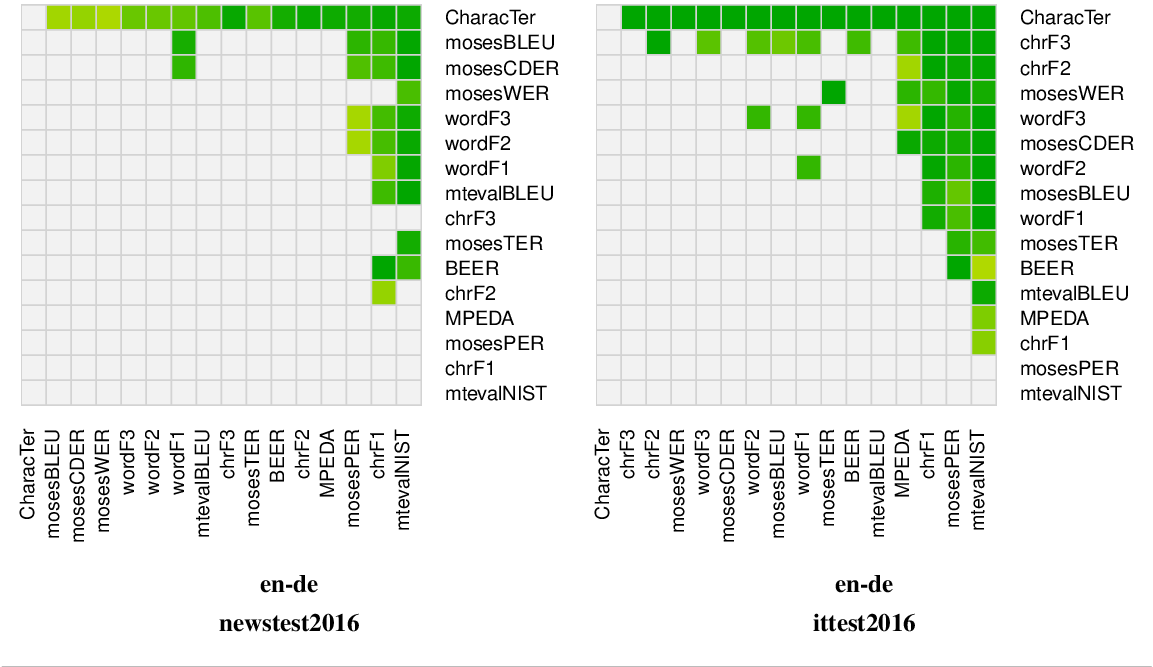 CharacTer
mosesBLEU
mosesCDER
mosesWER
wordF3
wordF2
wordF1
mtevalBLEU
chrF3
mosesTER
BEER
chrF2
MPEDA
mosesPER
chrF1
mtevalNIST
CharacTer
mosesBLEU
mosesCDER
mosesWER
wordF3
wordF2
wordF1
mtevalBLEU
chrF3
mosesTER
BEER
chrF2
MPEDA
mosesPER
chrF1
mtevalNIST
en-de
newstest2016
CharacTer
chrF3
chrF2
mosesWER
wordF3
mosesCDER
wordF2
mosesBLEU
wordF1
mosesTER
BEER
mtevalBLEU
MPEDA
chrF1
mosesPER
mtevalNIST
CharacTer
chrF3
chrF2
mosesWER
wordF3
mosesCDER
wordF2
mosesBLEU
wordF1
mosesTER
BEER
mtevalBLEU
MPEDA
chrF1
mosesPER
mtevalNIST
en-de
ittest2016